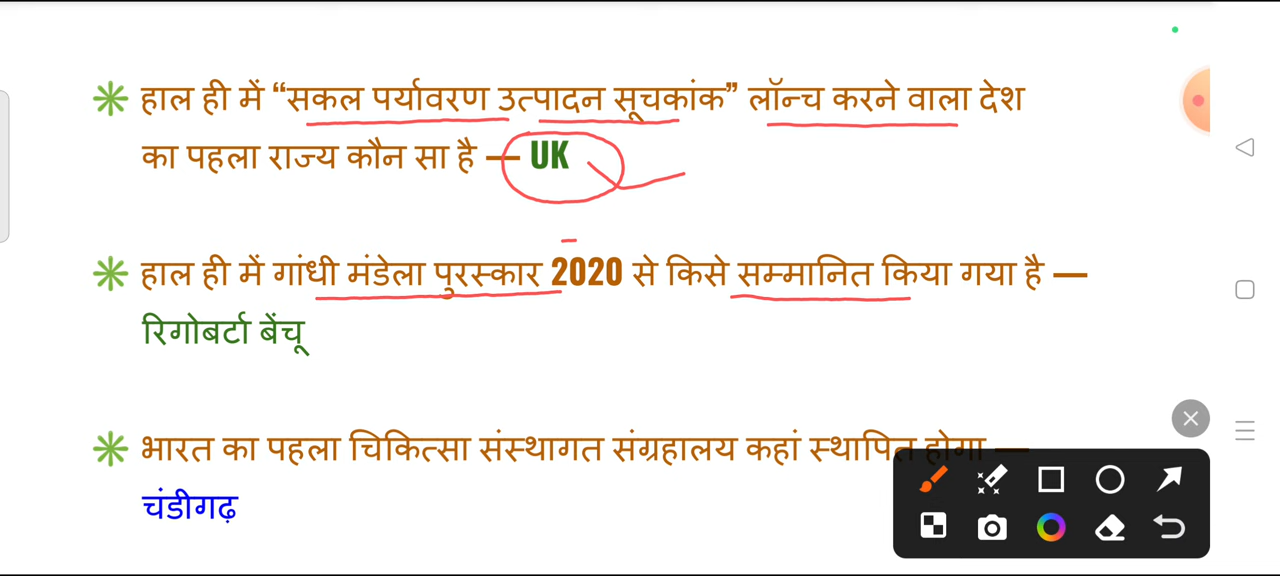 हाल ही में “सकल पर्यावरण उत्पादन सूचकांक” लॉन्च करने वाला देश
का पहला राज्य कौन सा है — UK
हाल ही में गांधी मंडेला पुरस्कार 2020 से किसे सम्मानित किया गया है —
रिगोबर्टा बेंचू
भारत का पहला चिकित्सा संस्थागत संग्रहालय कहां स्थापित होगा —
चंडीगढ़